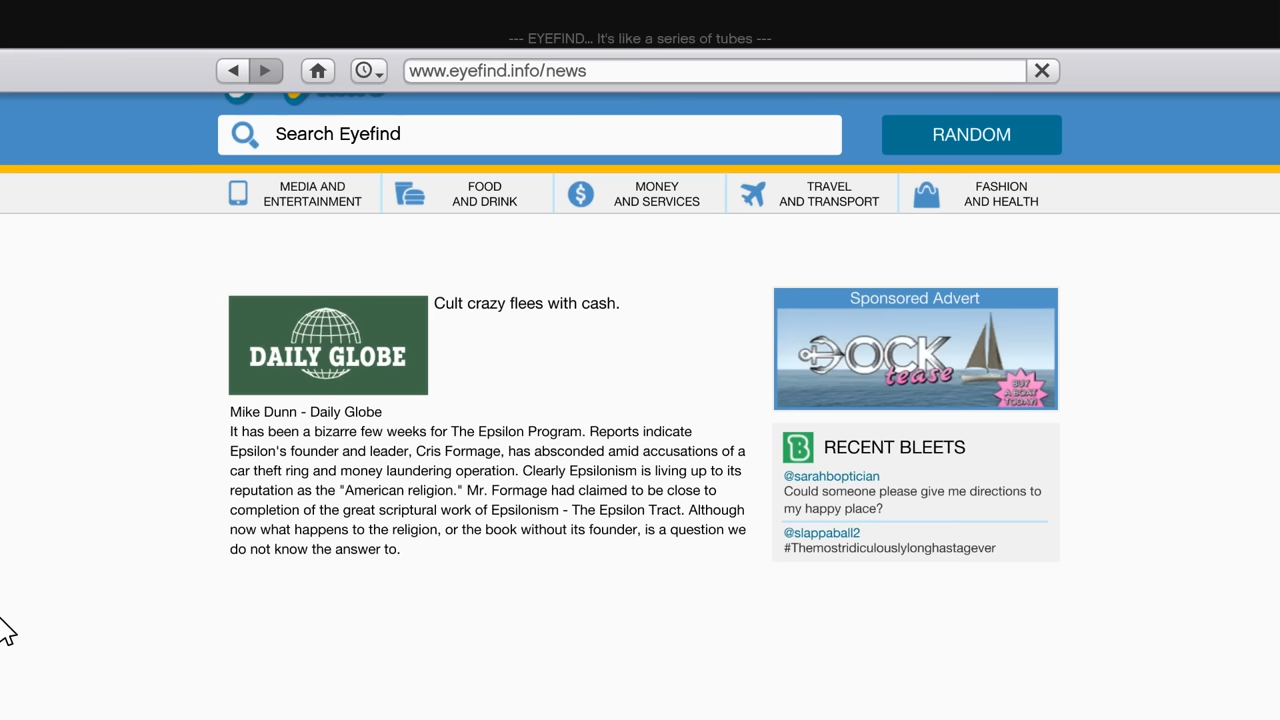 --- EYEFIND... It's like a series of tubes ---
www.eyefind.info/news
Search Eyefind
RANDOM
MEDIA AND
ENTERTAINMENT
FOOD
AND DRINK
MONEY
AND SERVICES
TRAVEL
AND TRANSPORT
FASHION
AND HEALTH
DAILY GLOBE
Cult crazy flees with cash.
Mike Dunn - Daily Globe
It has been a bizarre few weeks for The Epsilon Program. Reports indicate
Epsilon's founder and leader, Cris Formage, has absconded amid accusations of a
car theft ring and money laundering operation. Clearly Epsilonism is living up to its
reputation as the "American religion." Mr. Formage had claimed to be close to
completion of the great scriptural work of Epsilonism - The Epsilon Tract. Although
now what happens to the religion, or the book without its founder, is a question we
do not know the answer to.
Sponsored Advert
DOCK
tease
BUY
A BOAT
TODAY!
B
RECENT BLEETS
@sarahboptician
Could someone please give me directions to
my happy place?
@slappaball2
#Themostridiculouslylonghastagever